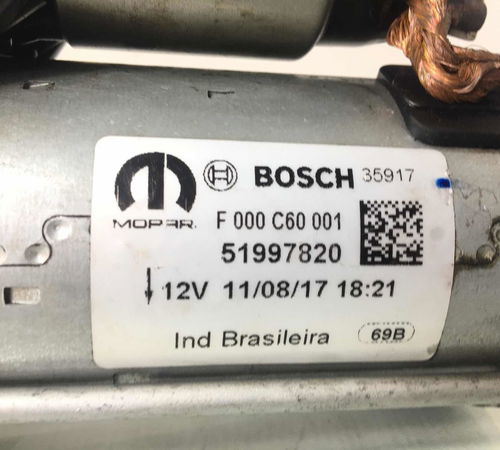 BOSCH 35917
MOPAR. F 000 C60 001
51997820
12V 11/08/17 18:21
Ind Brasileira 69B